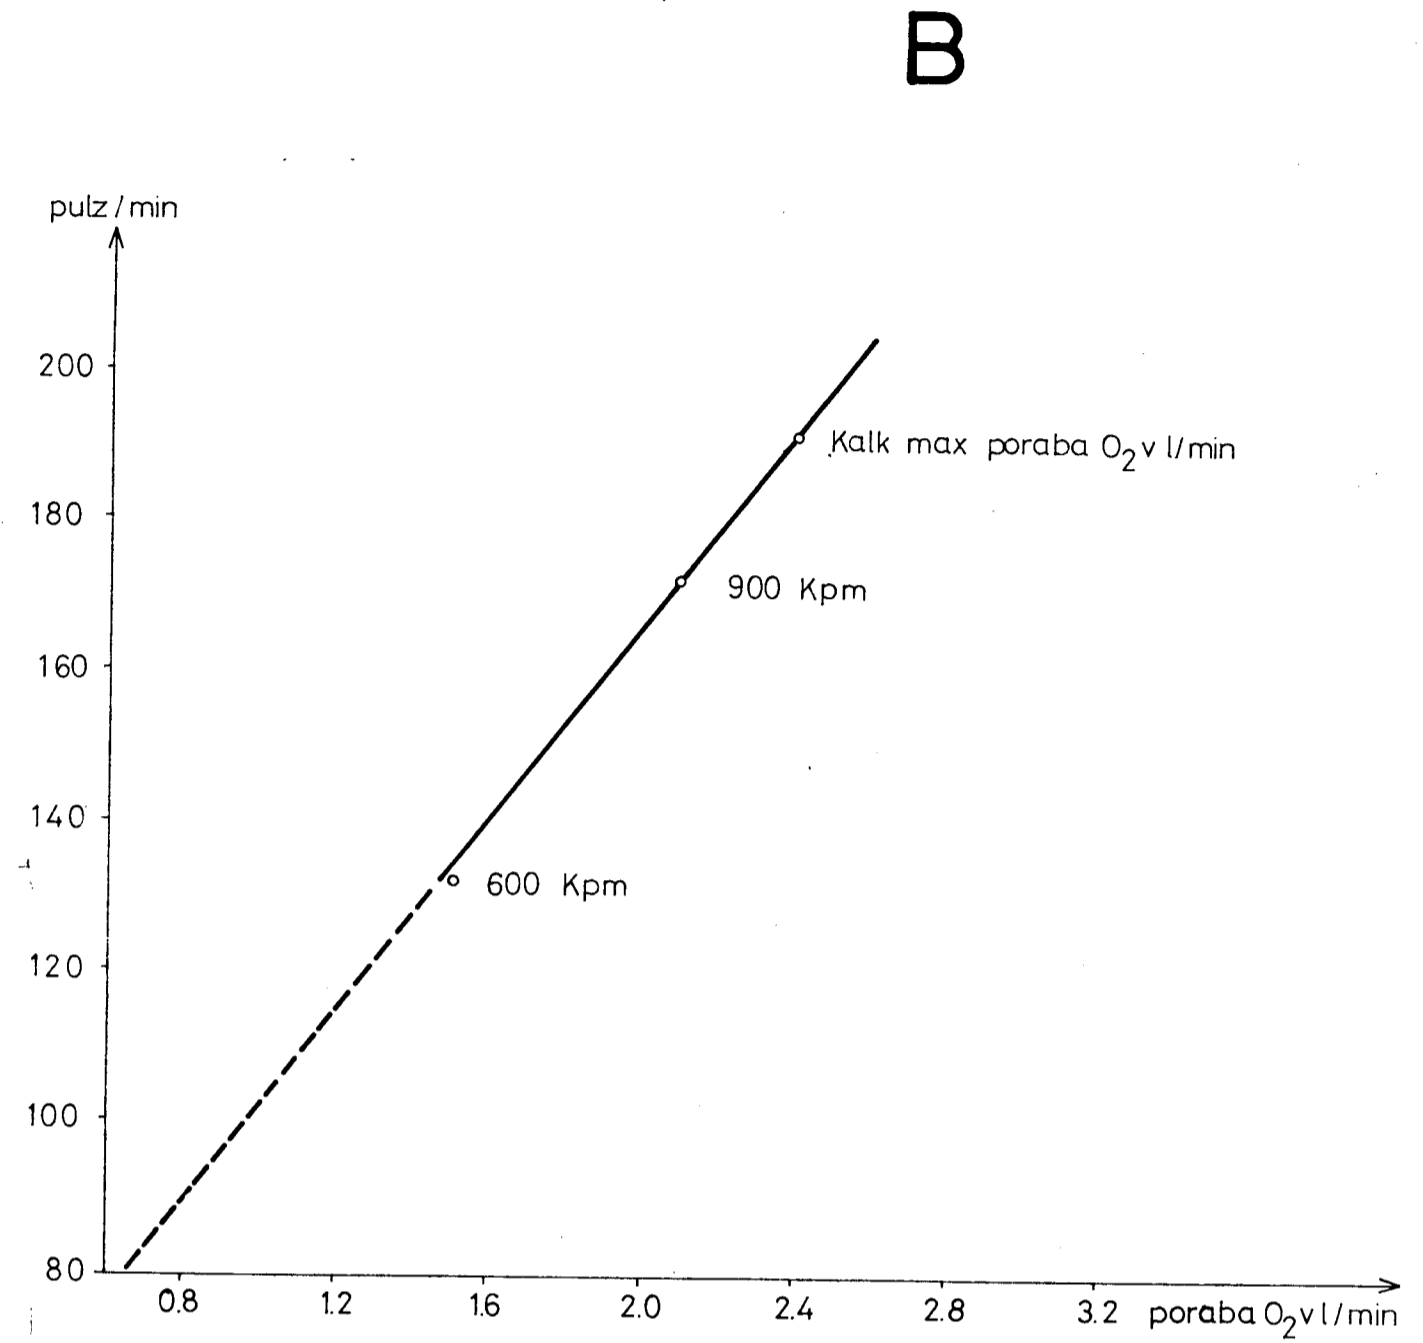 B
pulz/min
200
Kalk max poraba O₂ v l/min
180
900 Kpm
160
140
600 Kpm
120
100
80
0.8 1.2 1.6 2.0 2.4 2.8 3.2 poraba O₂ v l/min